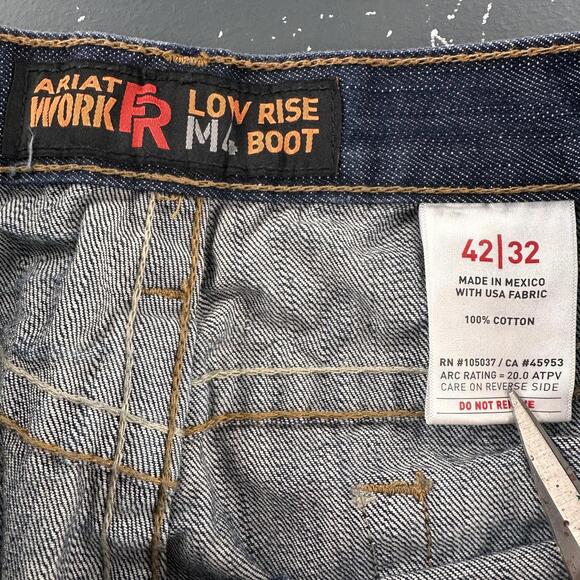 ARIAT
WORK FR
LOW RISE
M4 BOOT
42|32
MADE IN MEXICO
WITH USA FABRIC
100% COTTON
RN #105037 / CA #45953
ARC RATING = 20.0 ATPV
CARE ON REVERSE SIDE
DO NOT